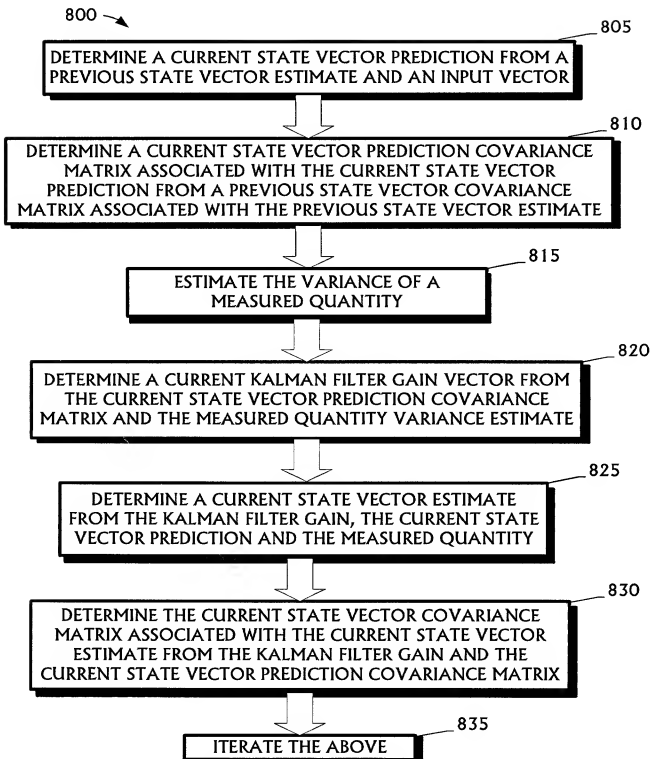 800
805
DETERMINE A CURRENT STATE VECTOR PREDICTION FROM A
PREVIOUS STATE VECTOR ESTIMATE AND AN INPUT VECTOR
810
DETERMINE A CURRENT STATE VECTOR PREDICTION COVARIANCE
MATRIX ASSOCIATED WITH THE CURRENT STATE VECTOR
PREDICTION FROM A PREVIOUS STATE VECTOR COVARIANCE
MATRIX ASSOCIATED WITH THE PREVIOUS STATE VECTOR ESTIMATE
815
ESTIMATE THE VARIANCE OF A
MEASURED QUANTITY
820
DETERMINE A CURRENT KALMAN FILTER GAIN VECTOR FROM
THE CURRENT STATE VECTOR PREDICTION COVARIANCE
MATRIX AND THE MEASURED QUANTITY VARIANCE ESTIMATE
825
DETERMINE A CURRENT STATE VECTOR ESTIMATE
FROM THE KALMAN FILTER GAIN, THE CURRENT STATE
VECTOR PREDICTION AND THE MEASURED QUANTITY
830
DETERMINE THE CURRENT STATE VECTOR COVARIANCE
MATRIX ASSOCIATED WITH THE CURRENT STATE VECTOR
ESTIMATE FROM THE KALMAN FILTER GAIN AND THE
CURRENT STATE VECTOR PREDICTION COVARIANCE MATRIX
835
ITERATE THE ABOVE